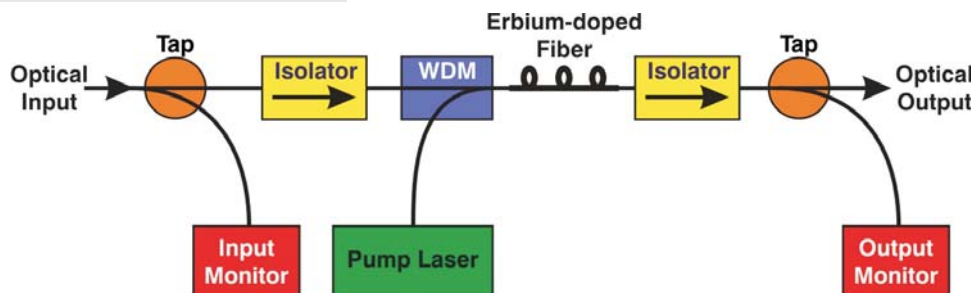 Optical
Input
Tap
Isolator
WDM
Erbium-doped
Fiber
Isolator
Tap
Optical
Output
Input
Monitor
Pump Laser
Output
Monitor